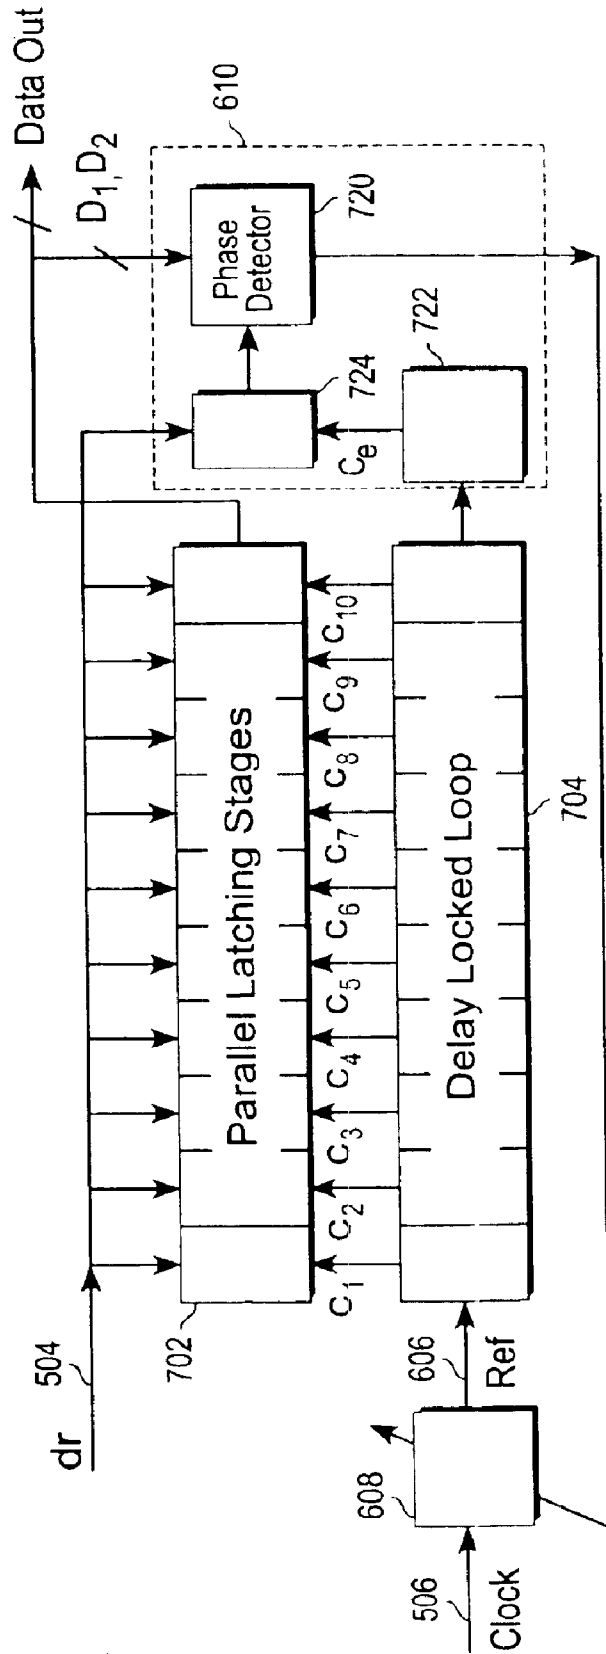 Data Out
D1,D2
610
Phase
Detector
720
724
722
Ce
dr
504
702
Parallel Latching Stages
C1
C2
C3
C4
C5
C6
C7
C8
C9
C10
Delay Locked Loop
704
Clock
506
608
606
Ref